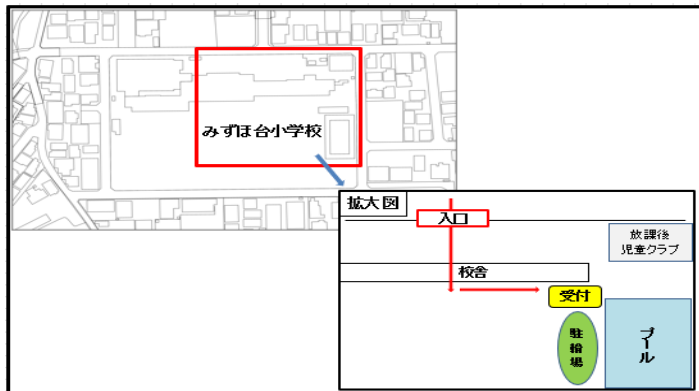 みずほ台小学校
拡大図
入口
放課後
児童クラブ
校舎
受付
駐輪場
プール